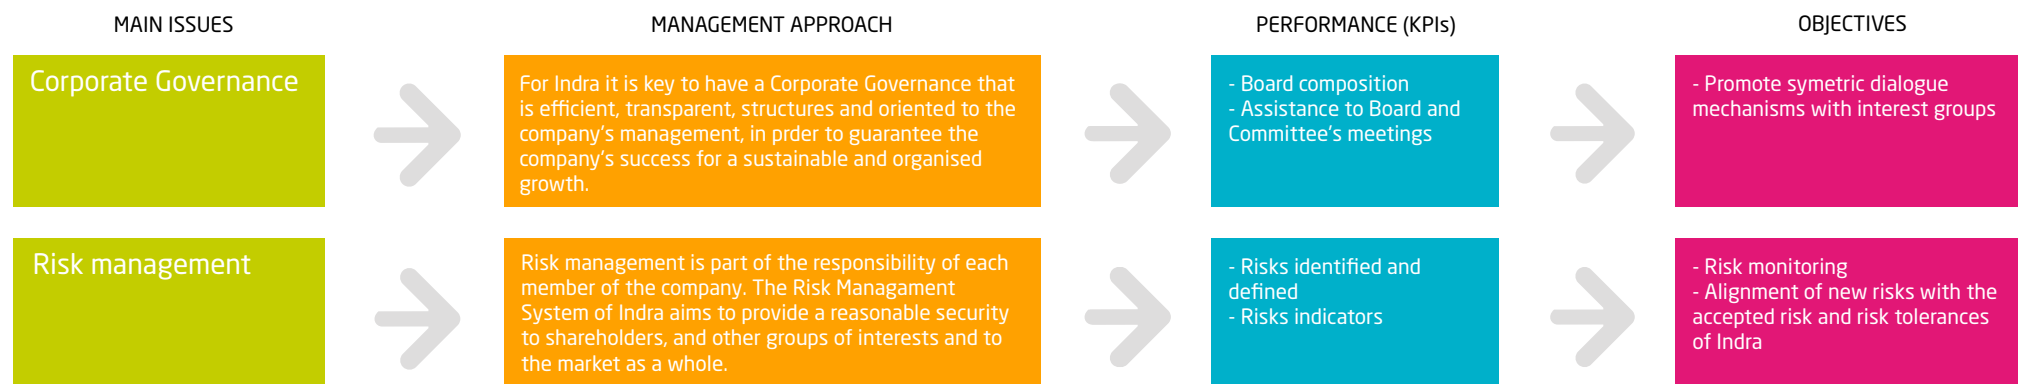 MAIN ISSUES
MANAGEMENT APPROACH
PERFORMANCE (KPIs)
OBJECTIVES
Corporate Governance
For Indra it is key to have a Corporate Governance that
is efficient, transparent, structures and oriented to the
company's management, in prder to guarantee the
company's success for a sustainable and organised
growth.
- Board composition
- Assistance to Board and
Committee's meetings
- Promote symetric dialogue
mechanisms with interest groups
Risk management
Risk management is part of the responsibility of each
member of the company. The Risk Managament
System of Indra aims to provide a reasonable security
to shareholders, and other groups of interests and to
the market as a whole.
- Risks identified and
defined
- Risks indicators
- Risk monitoring
- Alignment of new risks with the
accepted risk and risk tolerances
of Indra